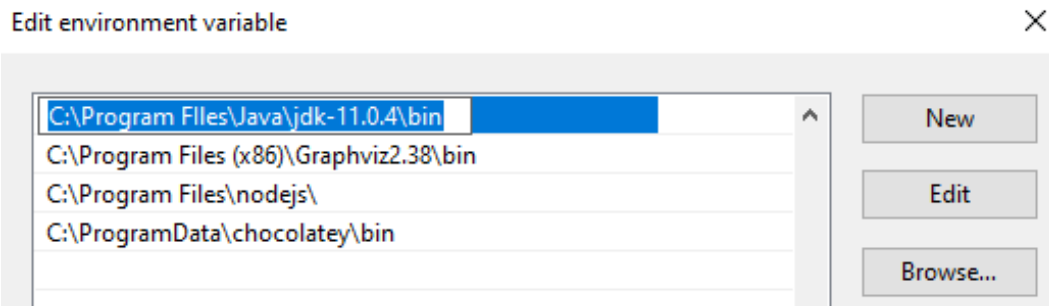 Edit environment variable
C:\Program FIles\Java\jdk-11.0.4\bin
New
C:\Program Files (x86)\Graphviz2.38\bin
C:\Program Files\nodejs\
Edit
C:\ProgramData\chocolatey\bin
Browse...